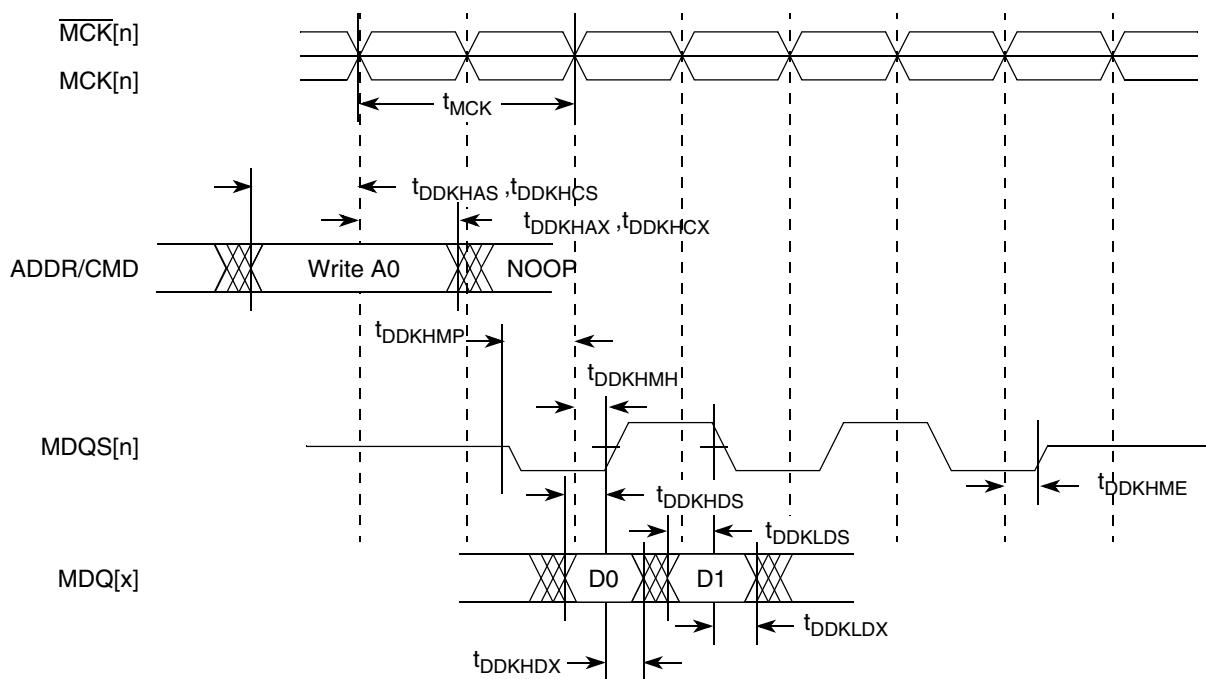 MCK[n]
MCK[n]
tMCK
tDDKHAS ,tDDKHCS
tDDKHAX ,tDDKHCX
ADDR/CMD
Write A0
NOOP
tDDKHMP
tDDKHMH
MDQS[n]
tDDKHDS
tDDKHME
tDDKLDS
MDQ[x]
D0
D1
tDDKLDX
tDDKHDX